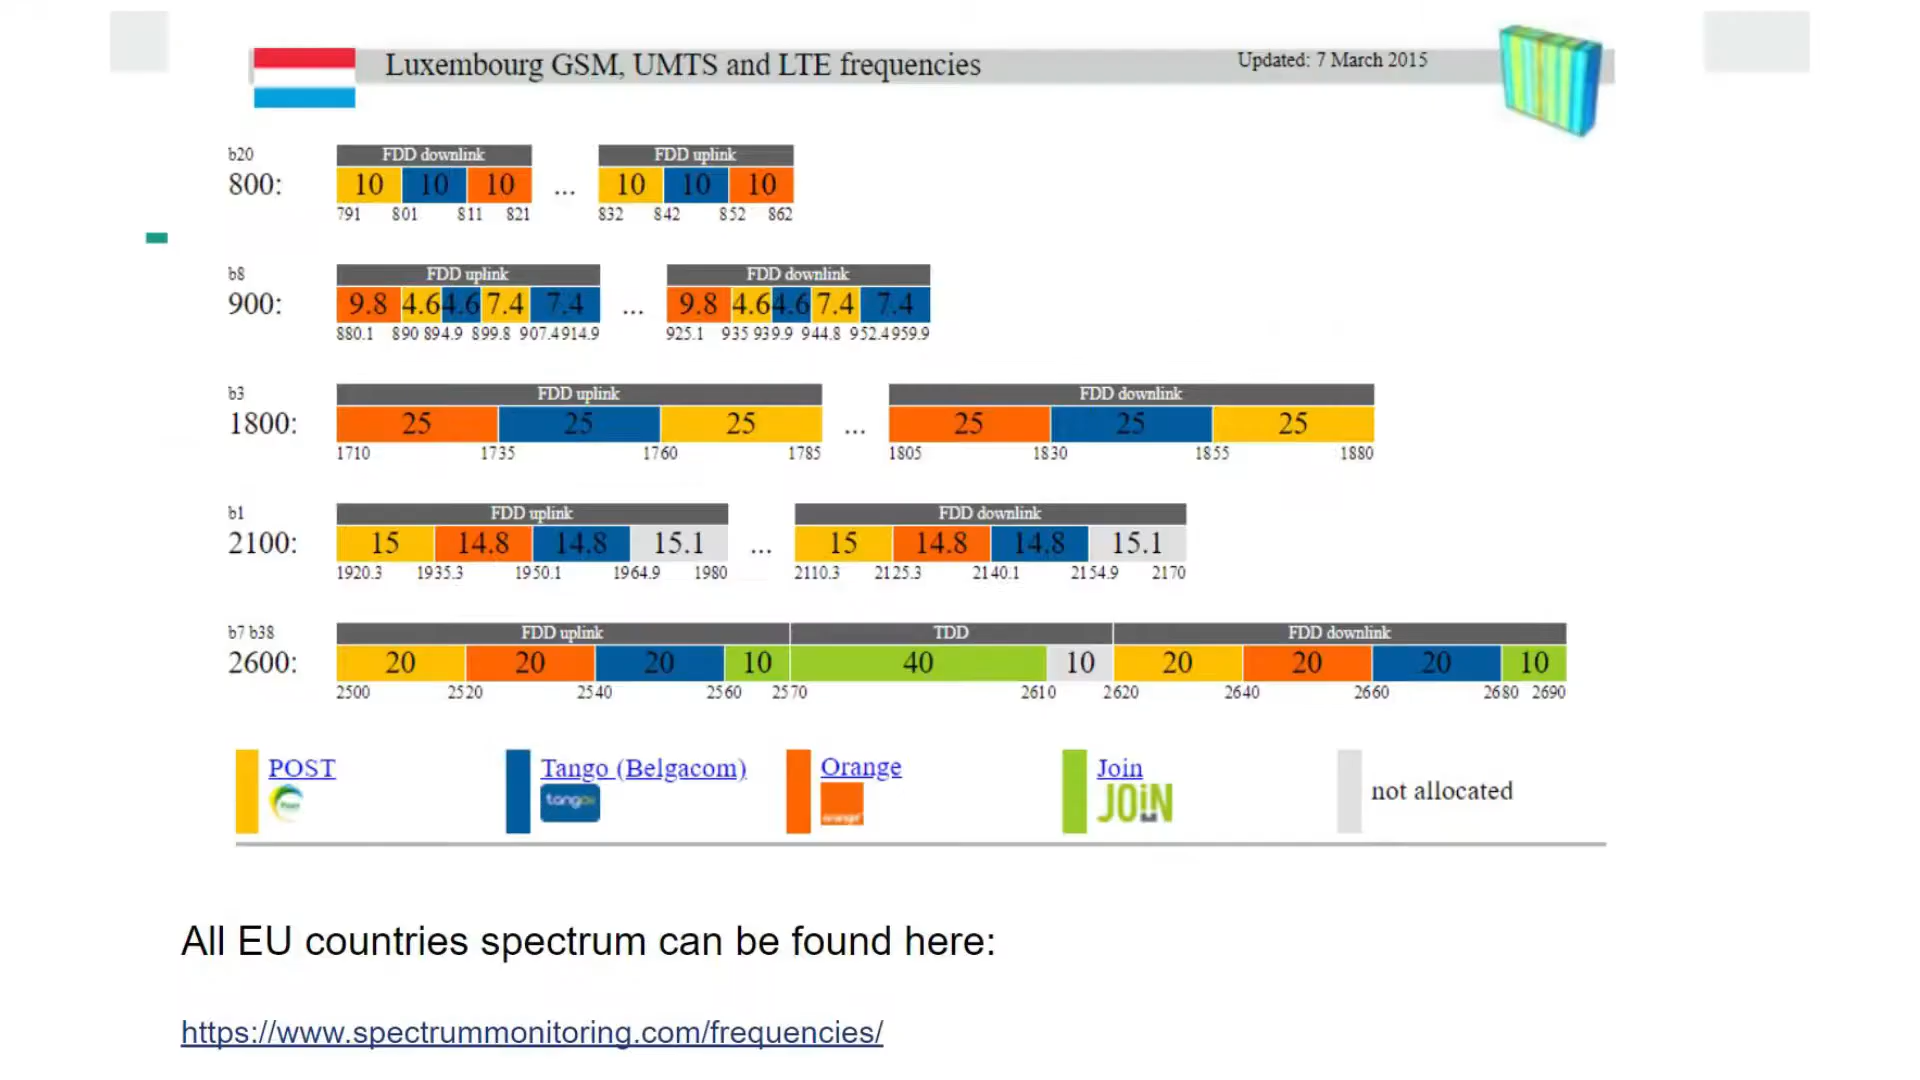 Luxembourg GSM, UMTS and LTE frequencies
Updated: 7 March 2015
b20
FDD downlink
FDD uplink
800:
10 10 10 ... 10 10 10
791 801 811 821 832 842 852 862
b8
FDD uplink
FDD downlink
900:
9.8 4.6 4.6 7.4 7.4 ... 9.8 4.6 4.6 7.4 7.4
880.1 890 894.9 899.8 907.4 914.9 925.1 935 939.9 944.8 952.4 959.9
b3
FDD uplink
FDD downlink
1800:
25 25 25 ... 25 25 25
1710 1735 1760 1785 1805 1830 1855 1880
b1
FDD uplink
FDD downlink
2100:
15 14.8 14.8 15.1 ... 15 14.8 14.8 15.1
1920.3 1935.3 1950.1 1964.9 1980 2110.3 2125.3 2140.1 2154.9 2170
b7 b38
FDD uplink
TDD
FDD downlink
2600:
20 20 20 10 40 10 20 20 20 10
2500 2520 2540 2560 2570 2610 2620 2640 2660 2680 2690
POST
Tango (Belgacom)
tango
Orange
orange
Join
JOiN
not allocated
All EU countries spectrum can be found here:
https://www.spectrummonitoring.com/frequencies/